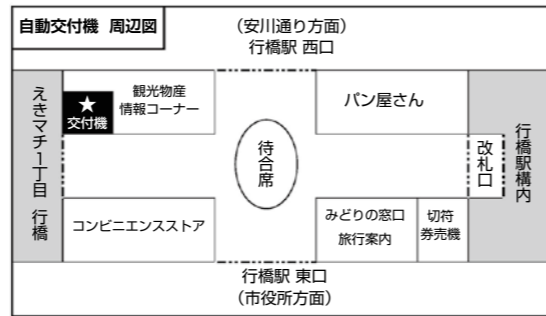 自動交付機 周辺図
（安川通り方面）
行橋駅 西口
えきマチ1丁目 行橋
★
交付機
観光物産
情報コーナー
パン屋さん
待合席
改札口
行橋駅構内
コンビニエンスストア
みどりの窓口
旅行案内
切符
券売機
行橋駅 東口
（市役所方面）